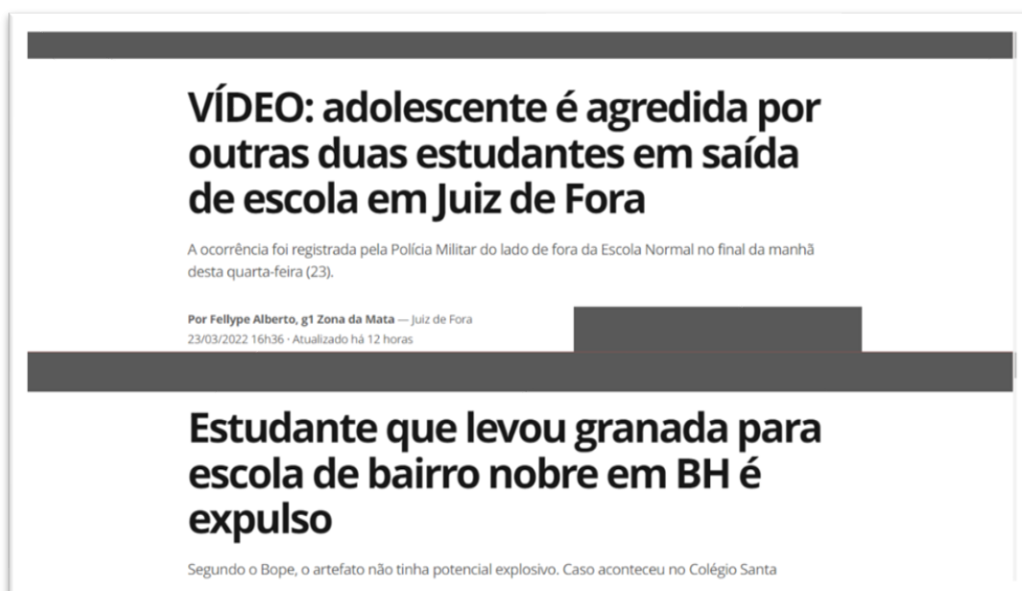 VÍDEO: adolescente é agredida por
outras duas estudantes em saída
de escola em Juiz de Fora
A ocorrência foi registrada pela Polícia Militar do lado de fora da Escola Normal no final da manhã
desta quarta-feira (23).
Por Fellype Alberto, g1 Zona da Mata — Juiz de Fora
23/03/2022 16h36 · Atualizado há 12 horas
Estudante que levou granada para
escola de bairro nobre em BH é
expulso
Segundo o Bope, o artefato não tinha potencial explosivo. Caso aconteceu no Colégio Santa